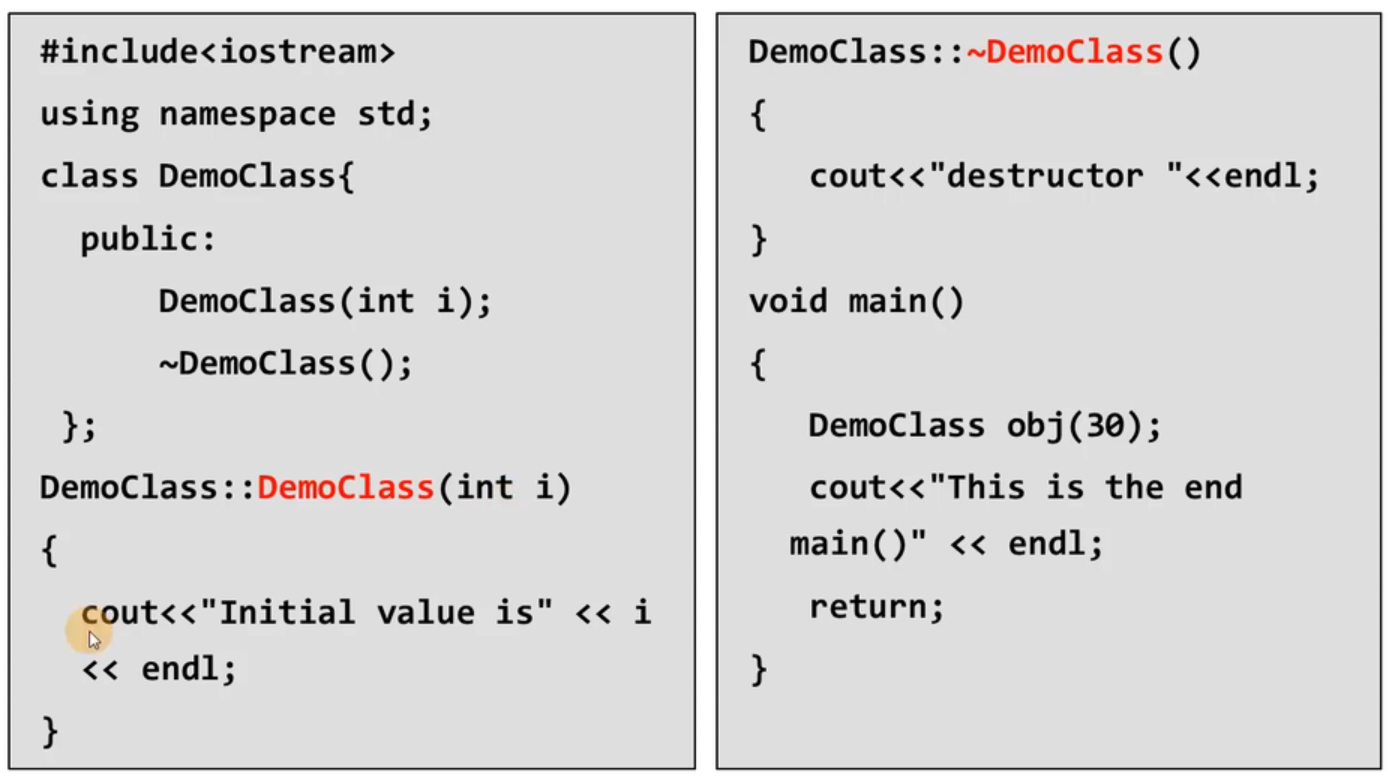 #include<iostream>
using namespace std;
class DemoClass{
public:
DemoClass(int i);
~DemoClass();
};
DemoClass::DemoClass(int i)
{
cout<<"Initial value is" << i
<< endl;
}
DemoClass::~DemoClass()
{
cout<<"destructor "<<endl;
}
void main()
{
DemoClass obj(30);
cout<<"This is the end
main()" << endl;
return;
}